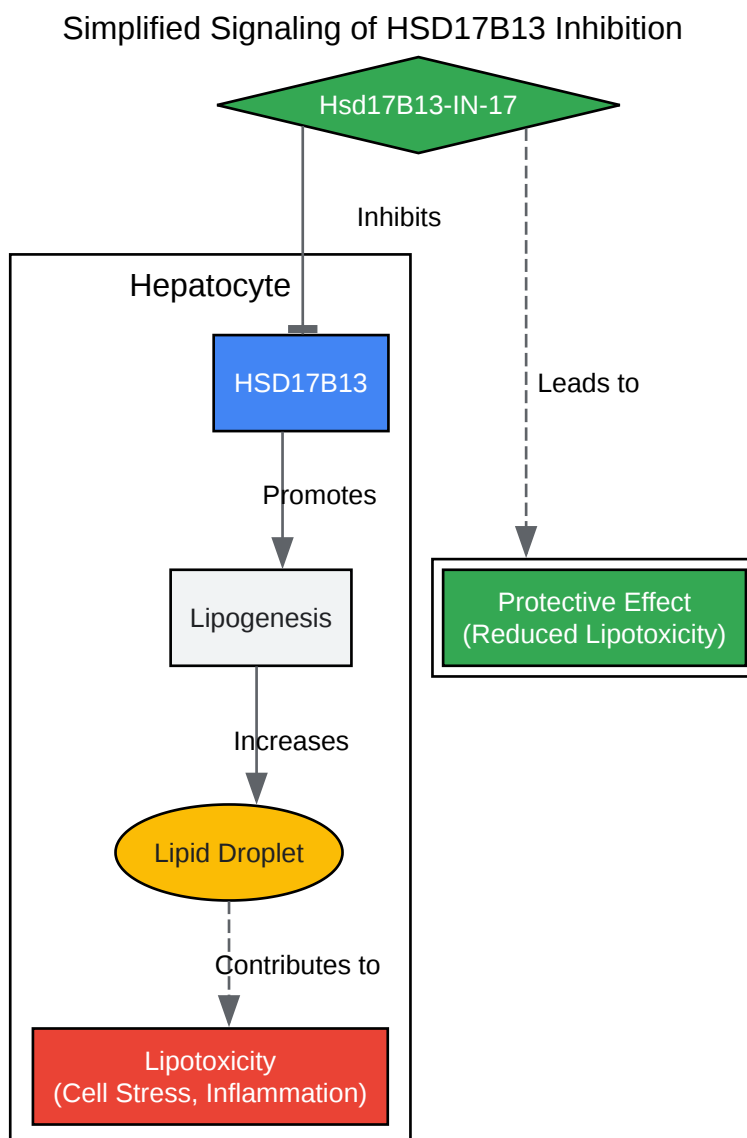 Simplified Signaling of HSD17B13 Inhibition
Hsd17B13-IN-17
Inhibits
Hepatocyte
HSD17B13
Leads to
Promotes
Lipogenesis
Protective Effect
(Reduced Lipotoxicity)
Increases
Lipid Droplet
Contributes to
Lipotoxicity
(Cell Stress, Inflammation)